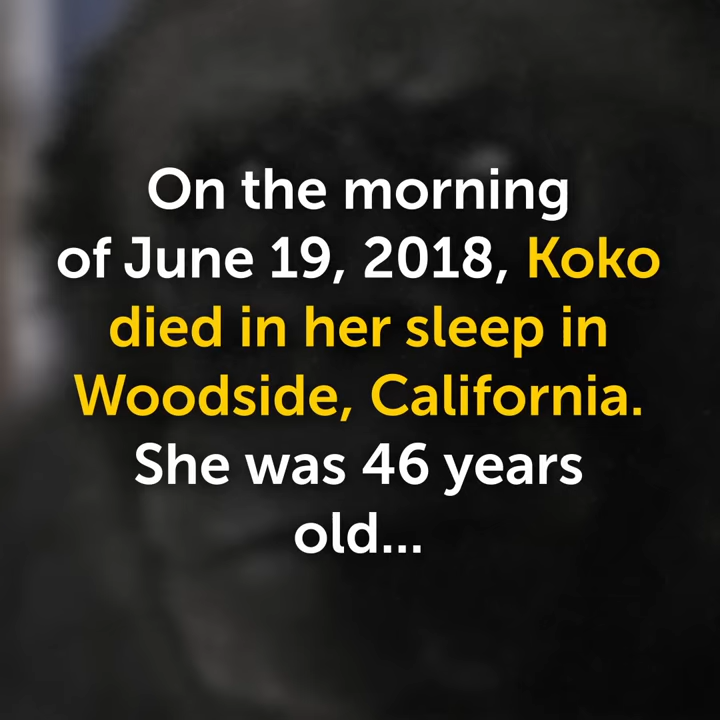 On the morning
of June 19, 2018, Koko
died in her sleep in
Woodside, California.
She was 46 years
old...